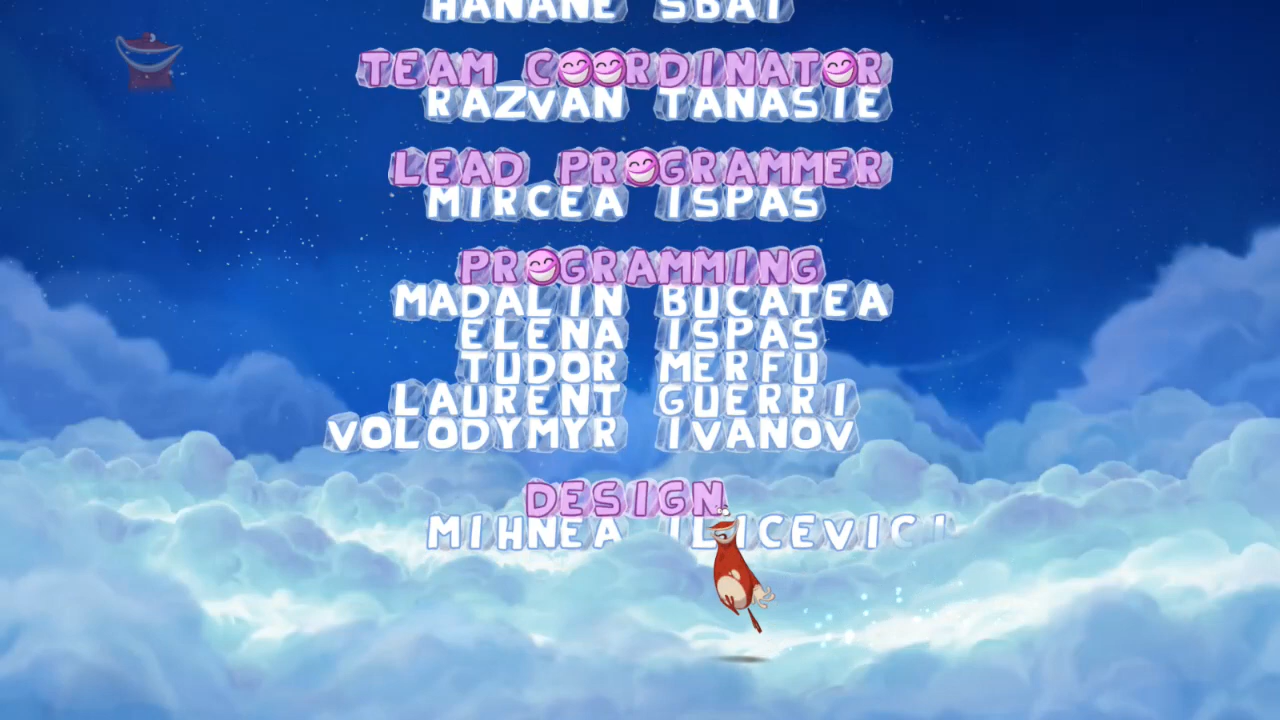 HANANE SBAI
TEAM COORDINATOR
RAZVAN TANASIE
LEAD PROGRAMMER
MIRCEA ISPAS
PROGRAMMING
MADALIN BUCATEA
ELENA ISPAS
TUDOR MERFU
LAURENT GUERRI
VOLODYMYR IVANOV
DESIGN
MIHNEA ILICEVICI